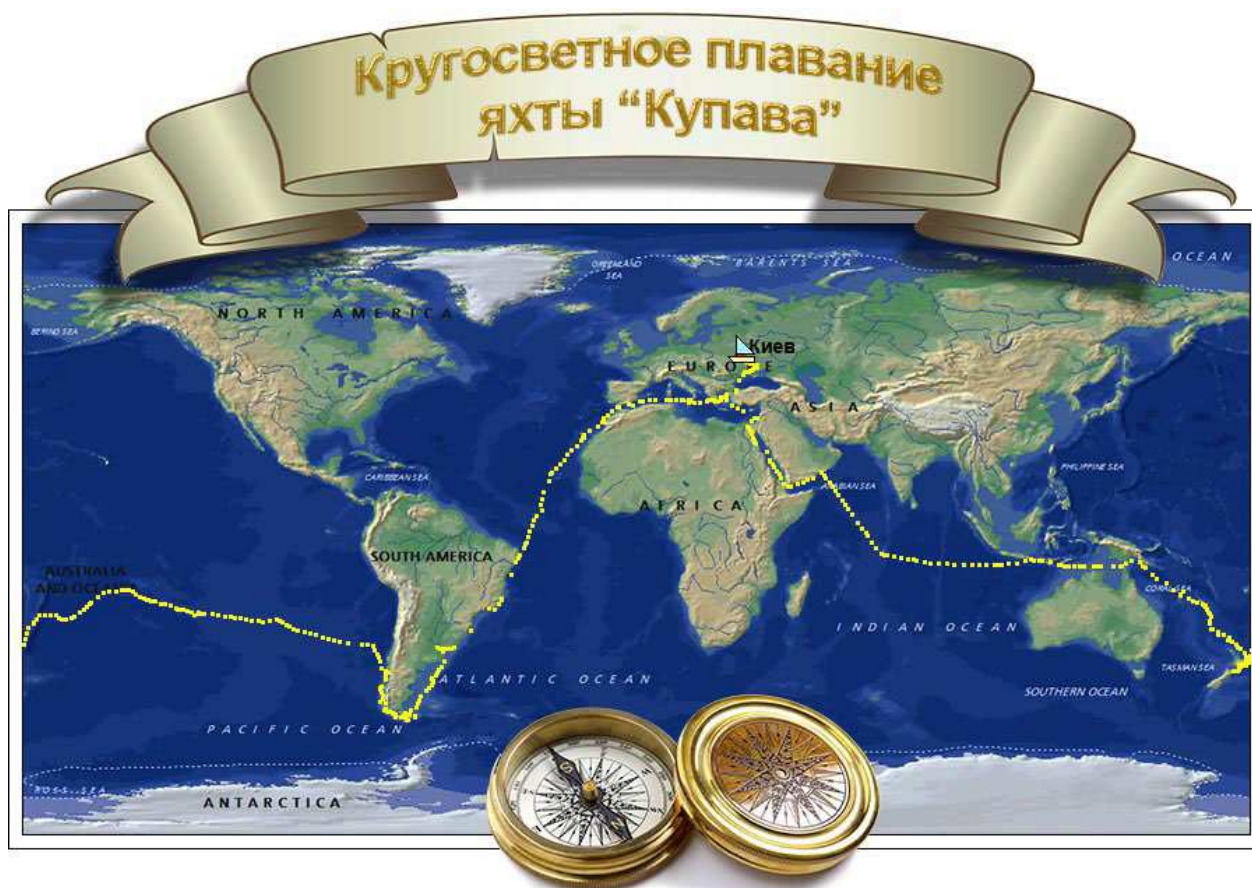 Кругосветное плавание
яхты “Купава”
OCEAN
GREENLAND
SEA
BARENTS SEA
NORTH AMERICA
BERING SEA
Киев
EUROPE
ASIA
CARIBBEAN SEA
PHILIPPINE SEA
ARABIAN SEA
AFRICA
SOUTH AMERICA
AUSTRALIA
AND OCEANIA
CORAL SEA
INDIAN OCEAN
TASMAN SEA
ATLANTIC OCEAN
SOUTHERN OCEAN
PACIFIC OCEAN
ROSS SEA
ANTARCTICA